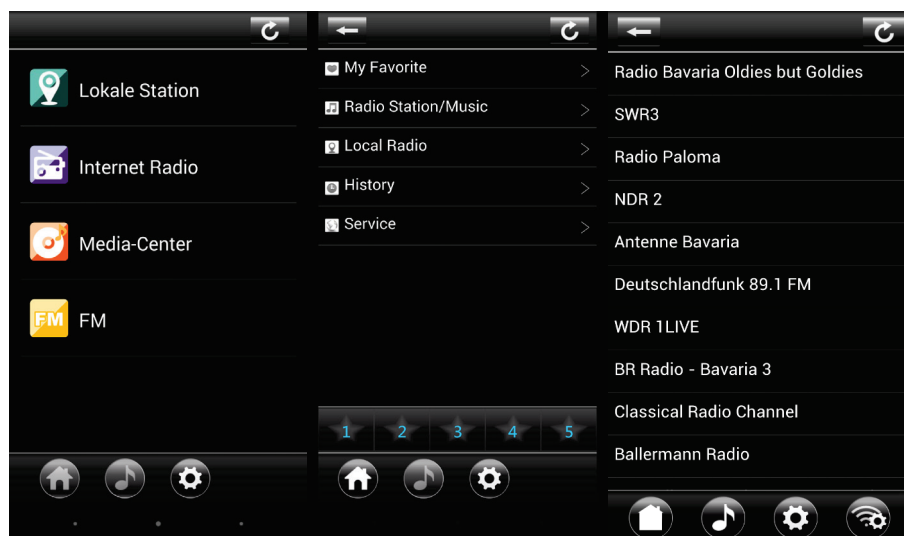 Lokale Station
Internet Radio
Media-Center
FM
FM
My Favorite
Radio Station/Music
Local Radio
History
Service
1 2 3 4 5
Radio Bavaria Oldies but Goldies
SWR3
Radio Paloma
NDR 2
Antenne Bavaria
Deutschlandfunk 89.1 FM
WDR 1LIVE
BR Radio - Bavaria 3
Classical Radio Channel
Ballermann Radio